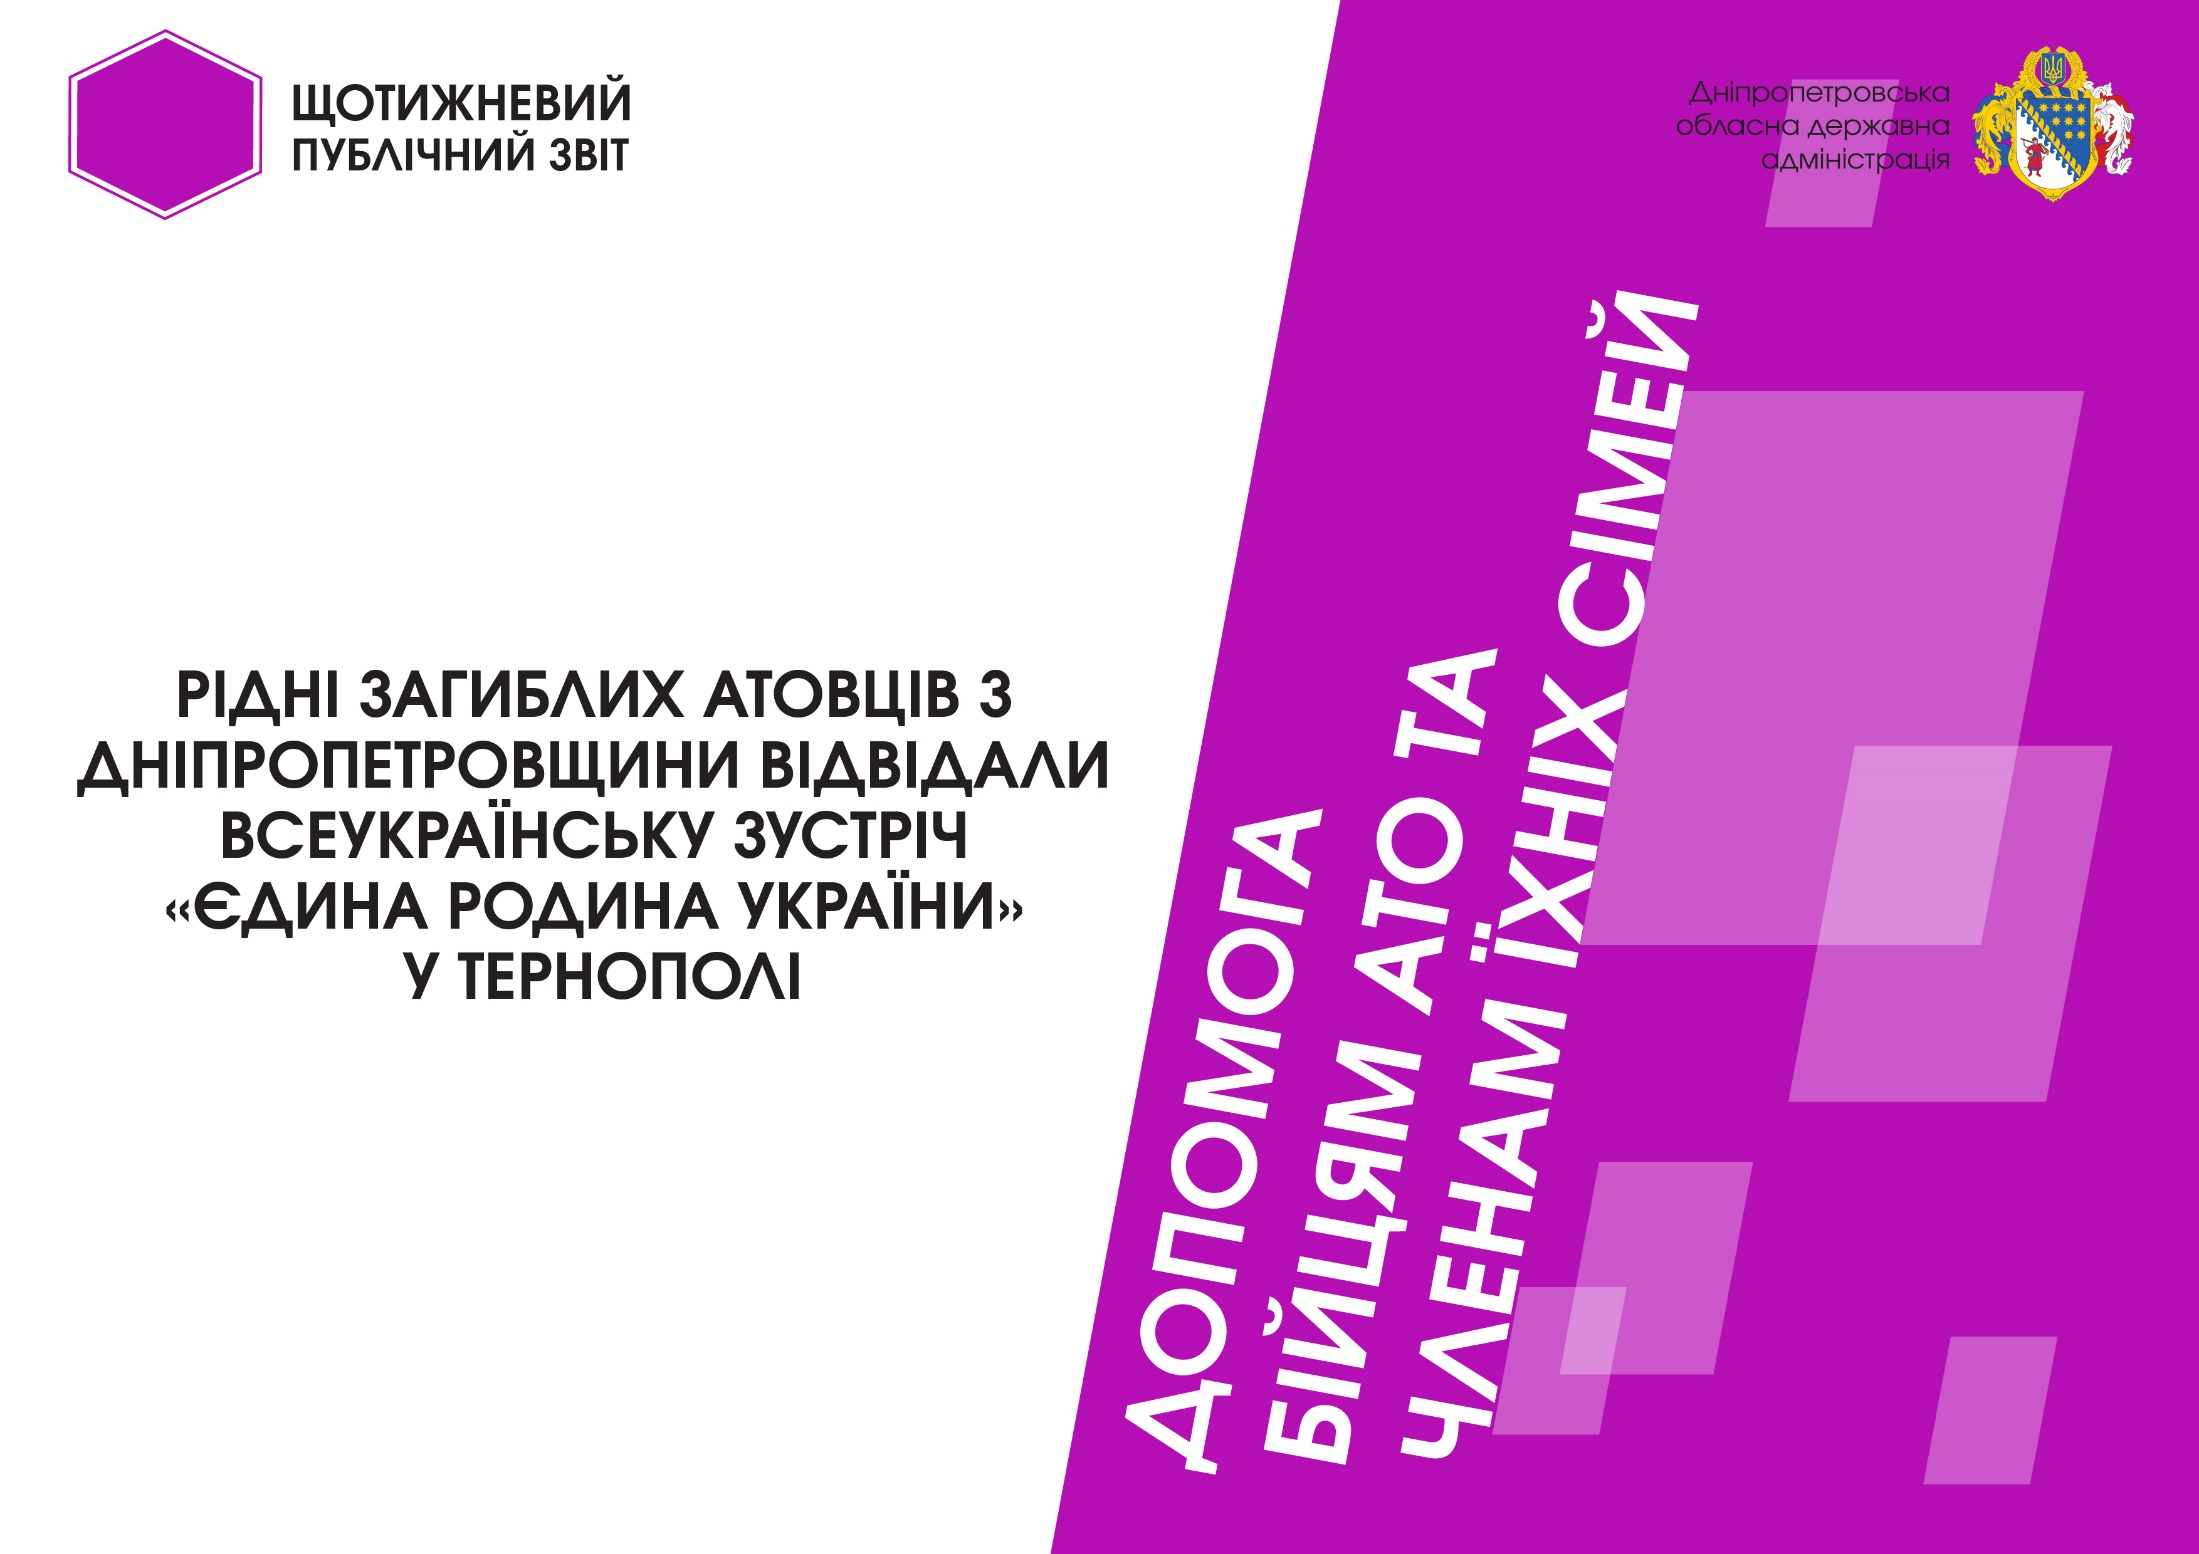 ЩОТИЖНЕВИЙ
ПУБЛІЧНИЙ ЗВІТ
Дніпропетровська
обласна державна
адміністрація
РІДНІ ЗАГИБЛИХ АТОВЦІВ З
ДНІПРОПЕТРОВЩИНИ ВІДВІДАЛИ
ВСЕУКРАЇНСЬКУ ЗУСТРІЧ
«ЄДИНА РОДИНА УКРАЇНИ»
У ТЕРНОПОЛІ
ДОПОМОГА
БІЙЦЯМ АТО ТА
ЧЛЕНАМ ЇХНІХ СІМЕЙ